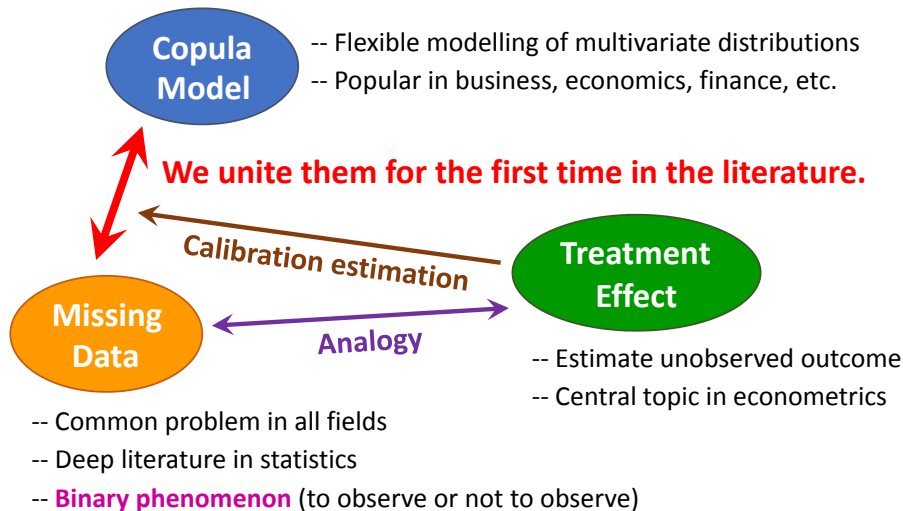 Copula
Model
-- Flexible modelling of multivariate distributions
-- Popular in business, economics, finance, etc.
We unite them for the first time in the literature.
Calibration estimation
Treatment
Effect
Missing
Data
Analogy
-- Estimate unobserved outcome
-- Central topic in econometrics
-- Common problem in all fields
-- Deep literature in statistics
-- Binary phenomenon (to observe or not to observe)